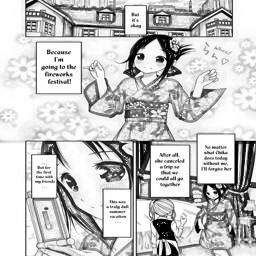 But
it's
okay
Because
I'm
going to the
fireworks
festival!
No matter
what Chika
does today
without me,
I'll forgive her
After all,
she canceled
a trip so
that we
could all go
together
But for
the first
time with
my friends
...
This was
a truly dull
summer
vacation
...